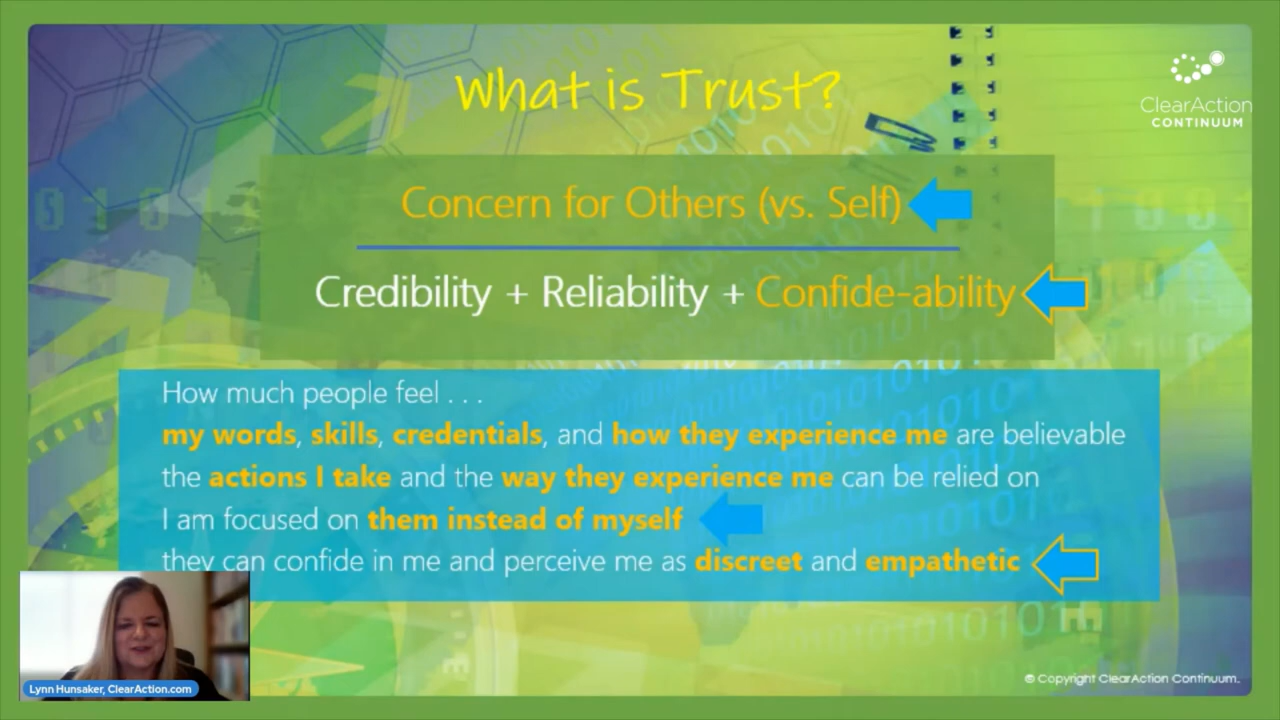 What is Trust?
ClearAction
CONTINUUM
Concern for Others (vs. Self)
Credibility + Reliability + Confide-ability
How much people feel . . .
my words, skills, credentials, and how they experience me are believable
the actions I take and the way they experience me can be relied on
I am focused on them instead of myself
they can confide in me and perceive me as discreet and empathetic
Lynn Hunsaker, ClearAction.com
© Copyright ClearAction Continuum.